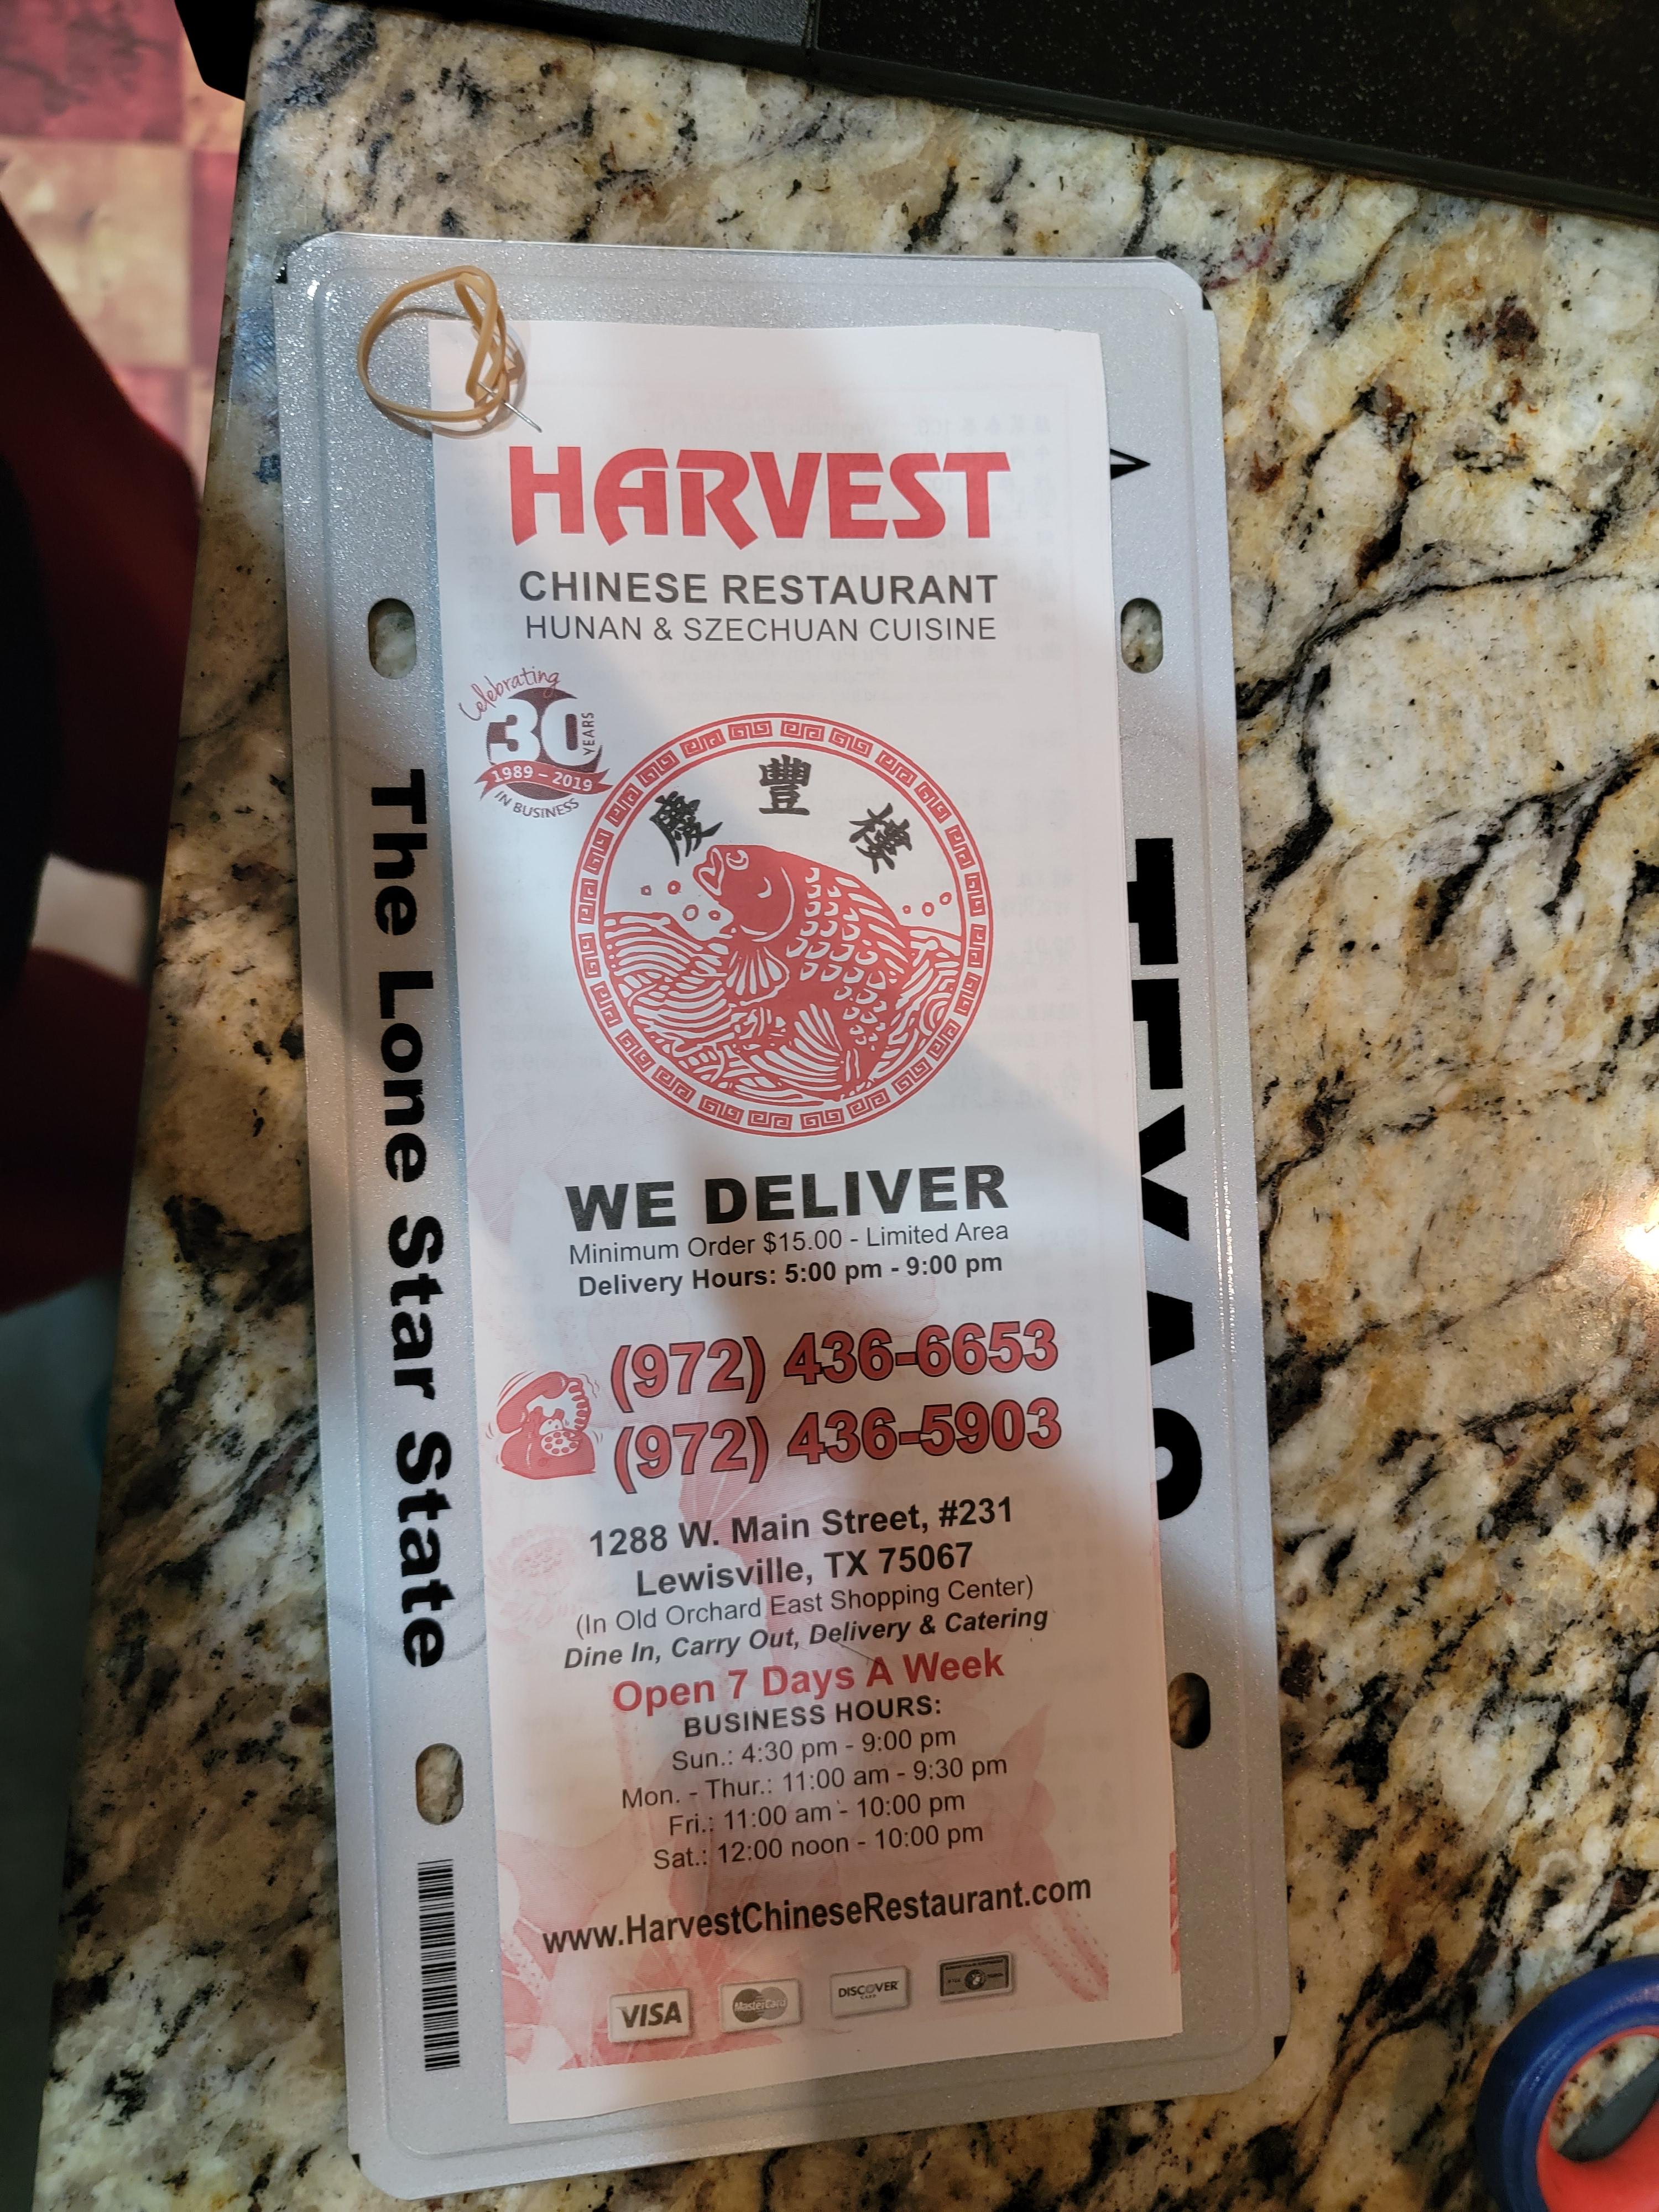 HARVEST
CHINESE RESTAURANT
HUNAN & SZECHUAN CUISINE
Celebrating
30 YEARS
1989 – 2019
IN BUSINESS
慶豐樓
WE DELIVER
Minimum Order $15.00 - Limited Area
Delivery Hours: 5:00 pm - 9:00 pm
(972) 436-6653
(972) 436-5903
1288 W. Main Street, #231
Lewisville, TX 75067
(In Old Orchard East Shopping Center)
Dine In, Carry Out, Delivery & Catering
Open 7 Days A Week
BUSINESS HOURS:
Sun.: 4:30 pm - 9:00 pm
Mon. - Thur.: 11:00 am - 9:30 pm
Fri.: 11:00 am - 10:00 pm
Sat.: 12:00 noon - 10:00 pm
www.HarvestChineseRestaurant.com
VISA
MasterCard
DISCOVER
The Lone Star State
TEXAS